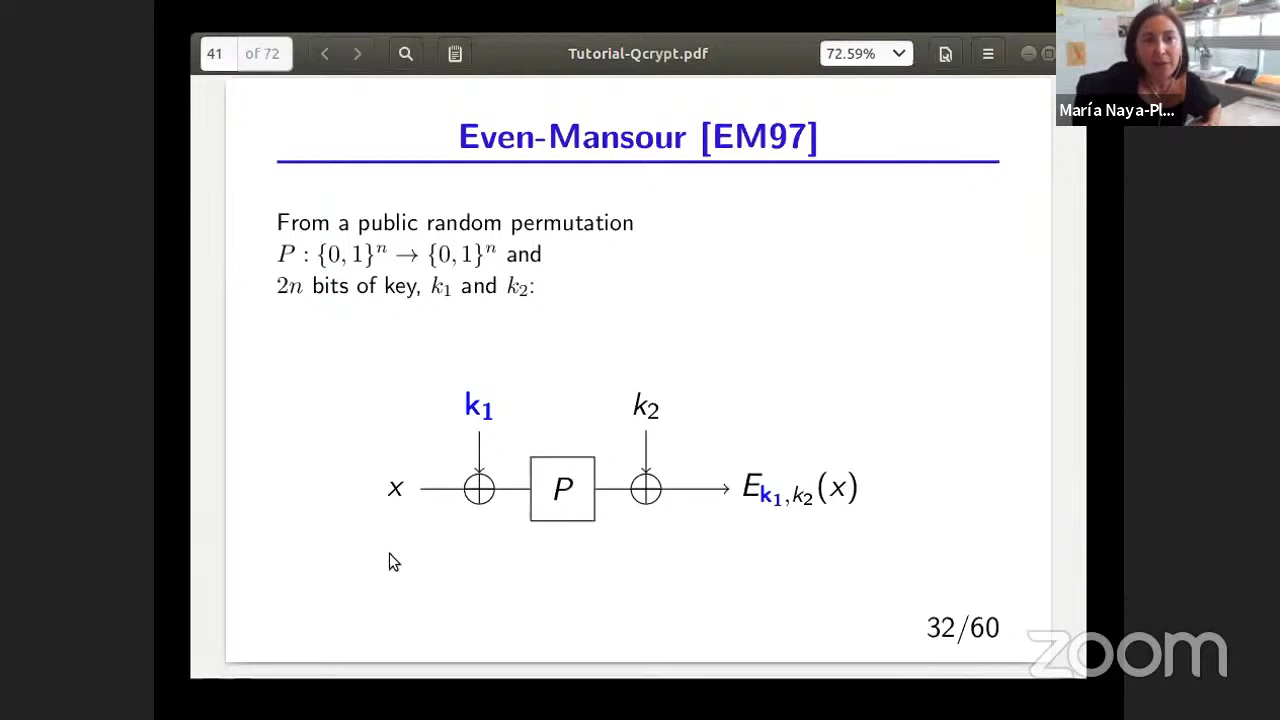 41 of 72
Tutorial-Qcrypt.pdf
72.59%
María Naya-Pl...
Even-Mansour [EM97]
From a public random permutation
P : {0, 1}ⁿ → {0, 1}ⁿ and
2n bits of key, k₁ and k₂:
k₁ k₂
x P E_{k₁,k₂}(x)
32/60
zoom